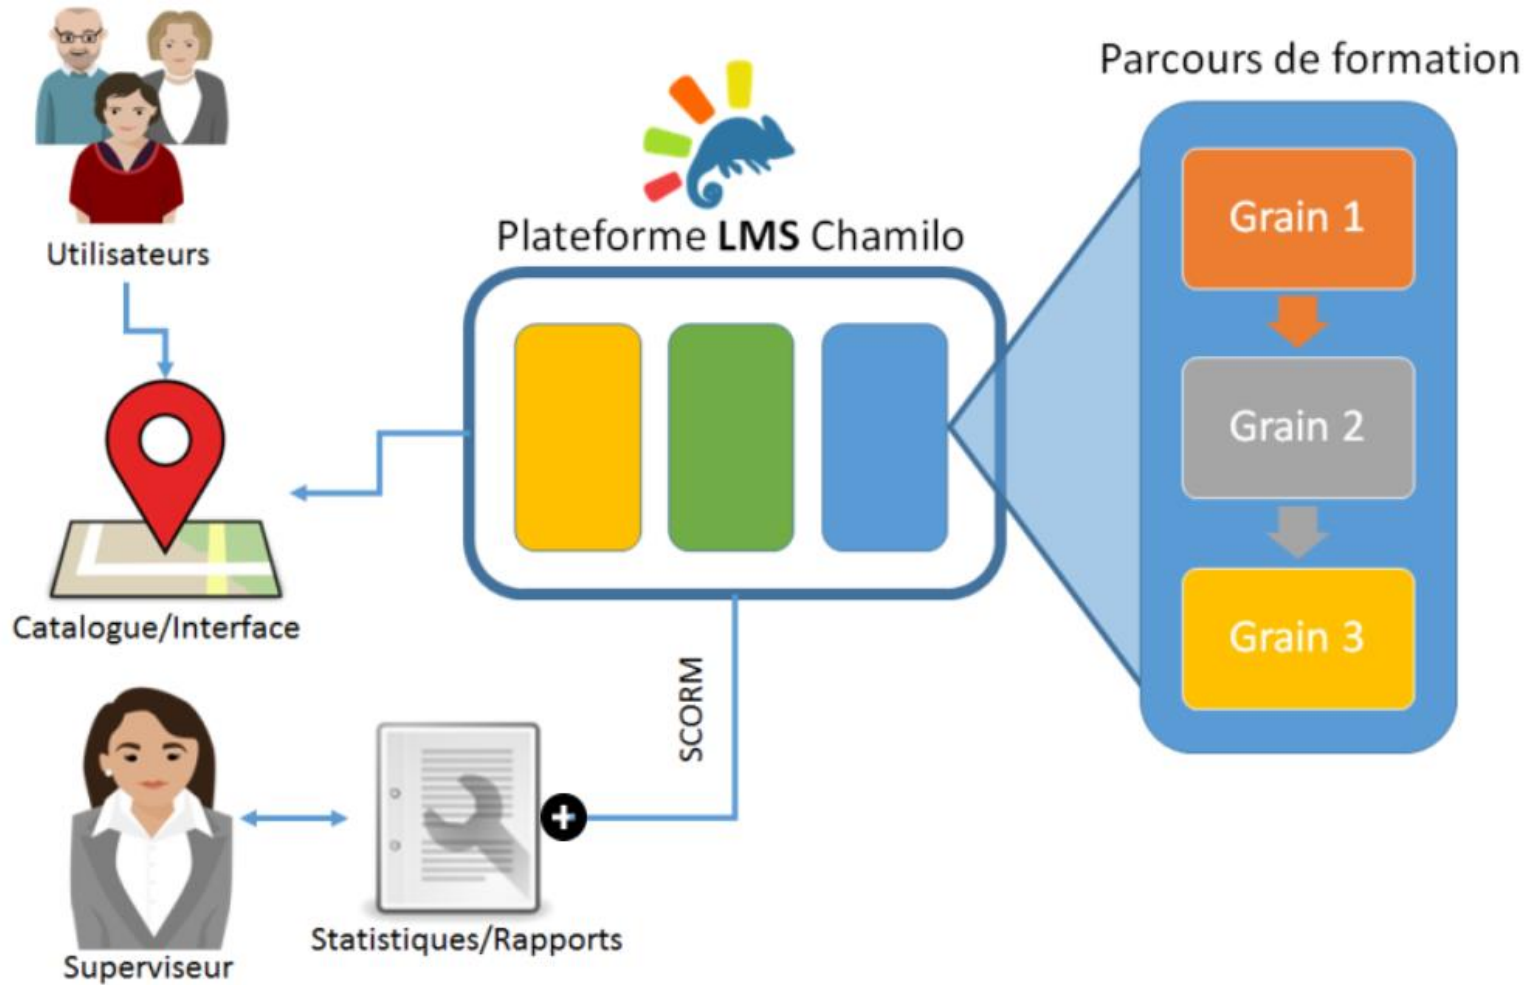 Parcours de formation
Plateforme LMS Chamilo
Utilisateurs
Grain 1
Grain 2
Grain 3
Catalogue/Interface
SCORM
Statistiques/Rapports
Superviseur